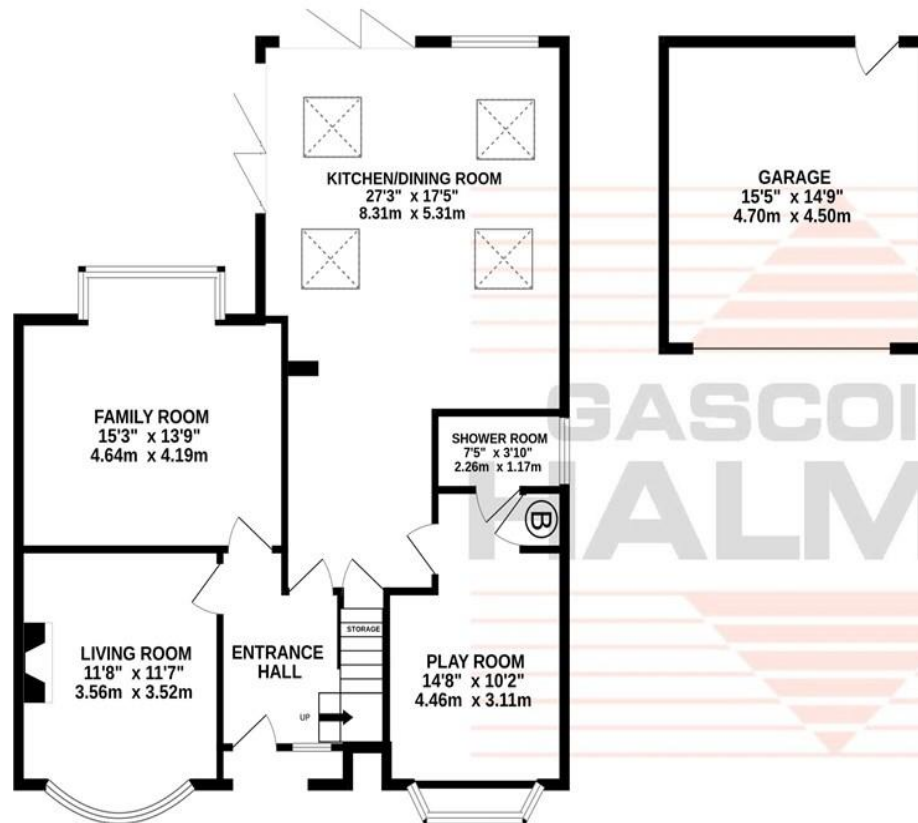 KITCHEN/DINING ROOM
27'3" x 17'5"
8.31m x 5.31m
GARAGE
15'5" x 14'9"
4.70m x 4.50m
FAMILY ROOM
15'3" x 13'9"
4.64m x 4.19m
SHOWER ROOM
7'5" x 3'10"
2.26m x 1.17m
B
LIVING ROOM
11'8" x 11'7"
3.56m x 3.52m
ENTRANCE
HALL
STORAGE
UP
PLAY ROOM
14'8" x 10'2"
4.46m x 3.11m
GASCOI
HALM